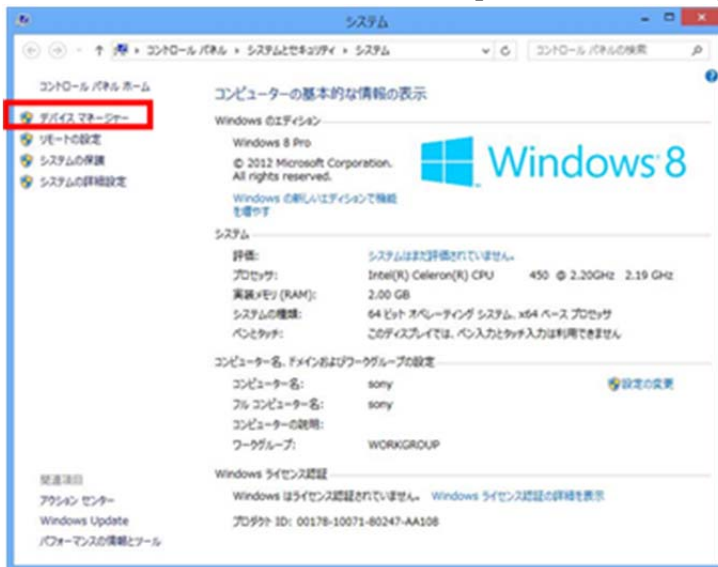 システム
コントロール パネル ▸ システムとセキュリティ ▸ システム
コントロール パネルの検索
コントロール パネル ホーム
デバイス マネージャー
リモートの設定
システムの保護
システムの詳細設定
コンピューターの基本的な情報の表示
Windows のエディション
Windows 8 Pro
© 2012 Microsoft Corporation.
All rights reserved.
Windows の新しいエディションで機能
を増やす
Windows 8
システム
評価: システムはまだ評価されていません。
プロセッサ: Intel(R) Celeron(R) CPU 450 @ 2.20GHz 2.19 GHz
実装メモリ (RAM): 2.00 GB
システムの種類: 64 ビット オペレーティング システム、x64 ベース プロセッサ
ペンとタッチ: このディスプレイでは、ペン入力とタッチ入力は利用できません
コンピューター名、ドメインおよびワークグループの設定
コンピューター名: sony
設定の変更
フル コンピューター名: sony
コンピューターの説明:
ワークグループ: WORKGROUP
Windows ライセンス認証
Windows はライセンス認証されていません。 Windows ライセンス認証の詳細を表示
プロダクト ID: 00178-10071-80247-AA108
関連項目
アクション センター
Windows Update
パフォーマンスの情報とツール